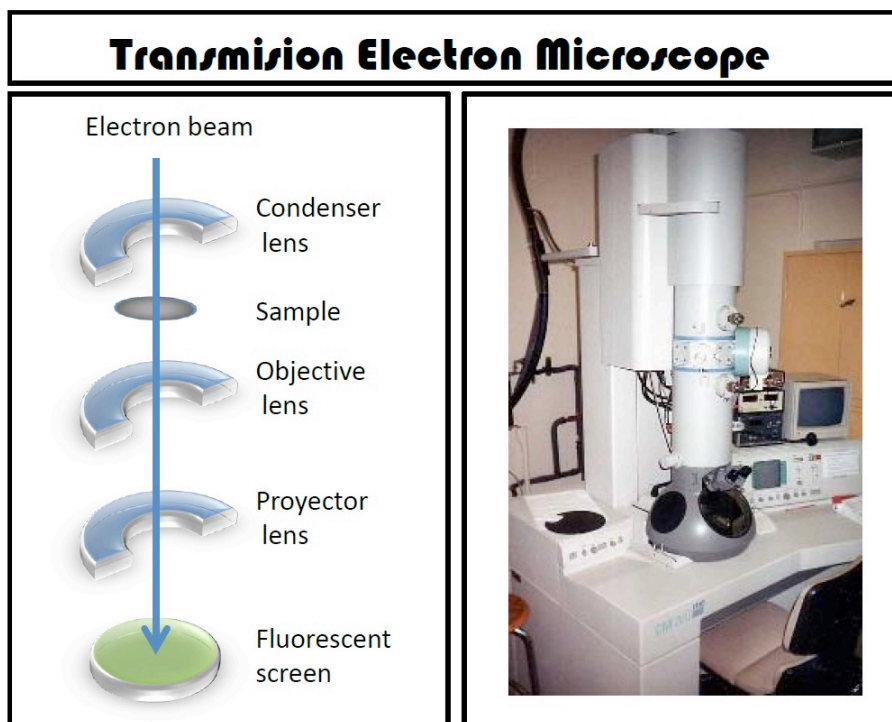 Transmision Electron Microscope
Electron beam
Condenser
lens
Sample
Objective
lens
Proyector
lens
Fluorescent
screen